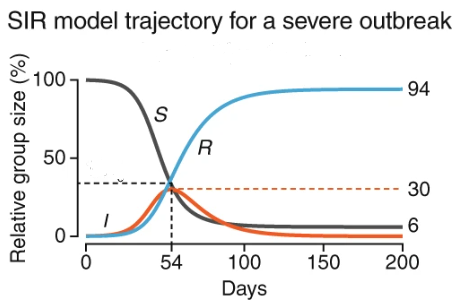 SIR model trajectory for a severe outbreak
Relative group size (%)
100
50
0
S
R
I
94
30
6
0
54
100
150
200
Days